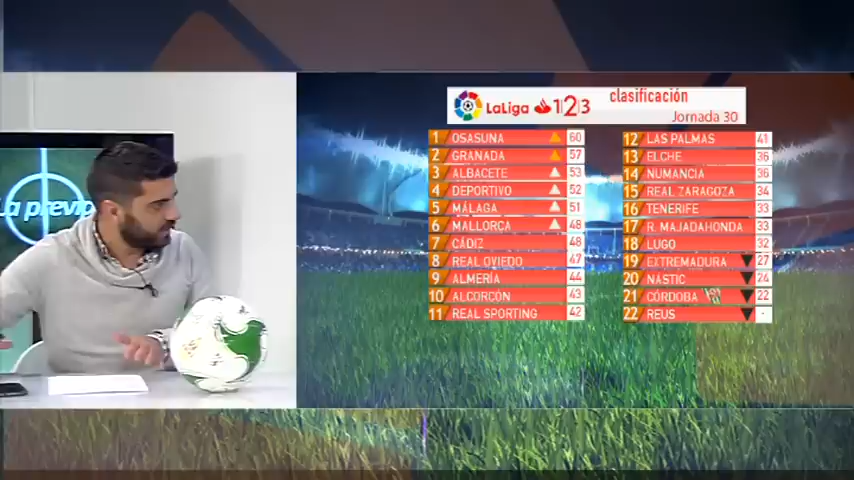 LaLiga 1|2|3
clasificación
Jornada 30
1 OSASUNA 60
2 GRANADA 57
3 ALBACETE 53
4 DEPORTIVO 52
5 MÁLAGA 51
6 MALLORCA 48
7 CÁDIZ 48
8 REAL OVIEDO 47
9 ALMERÍA 44
10 ALCORCÓN 43
11 REAL SPORTING 42
12 LAS PALMAS 41
13 ELCHE 36
14 NUMANCIA 36
15 REAL ZARAGOZA 34
16 TENERIFE 33
17 R. MAJADAHONDA 33
18 LUGO 32
19 EXTREMADURA 27
20 NÁSTIC 24
21 CÓRDOBA 22
22 REUS -
La previa